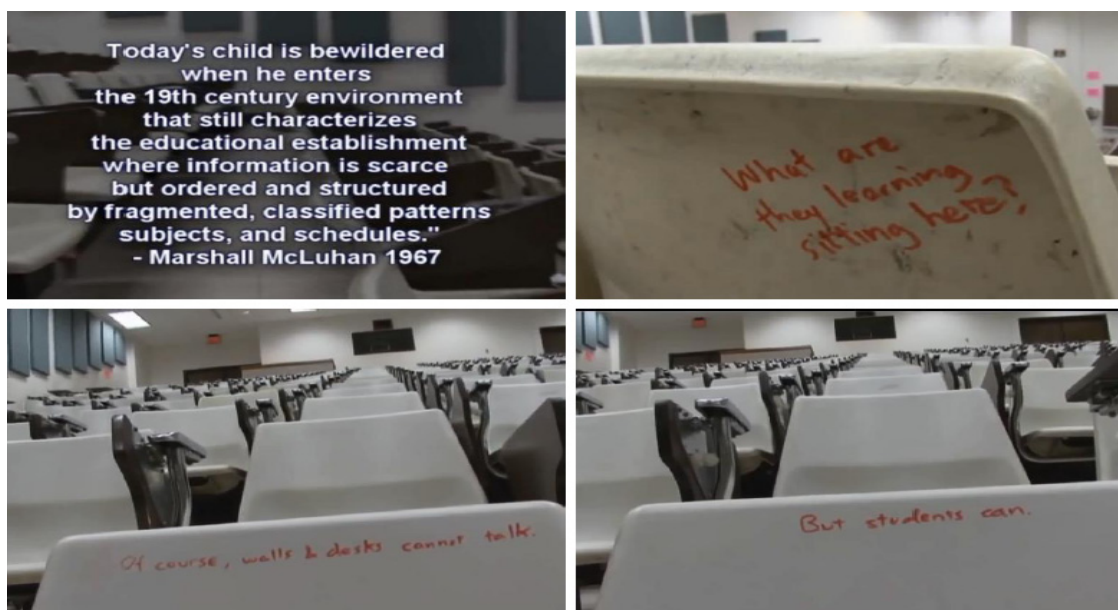 Today's child is bewildered
when he enters
the 19th century environment
that still characterizes
the educational establishment
where information is scarce
but ordered and structured
by fragmented, classified patterns
subjects, and schedules."
- Marshall McLuhan 1967
What are
they learning
sitting here?
Of course, walls & desks cannot talk.
But students can.